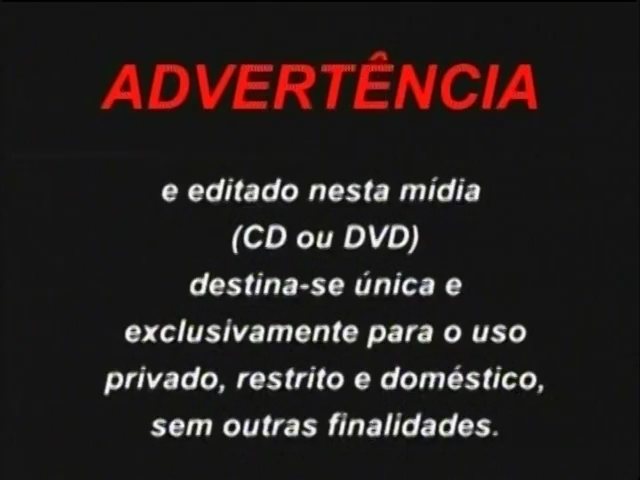 ADVERTÊNCIA
e editado nesta mídia
(CD ou DVD)
destina-se única e
exclusivamente para o uso
privado, restrito e doméstico,
sem outras finalidades.